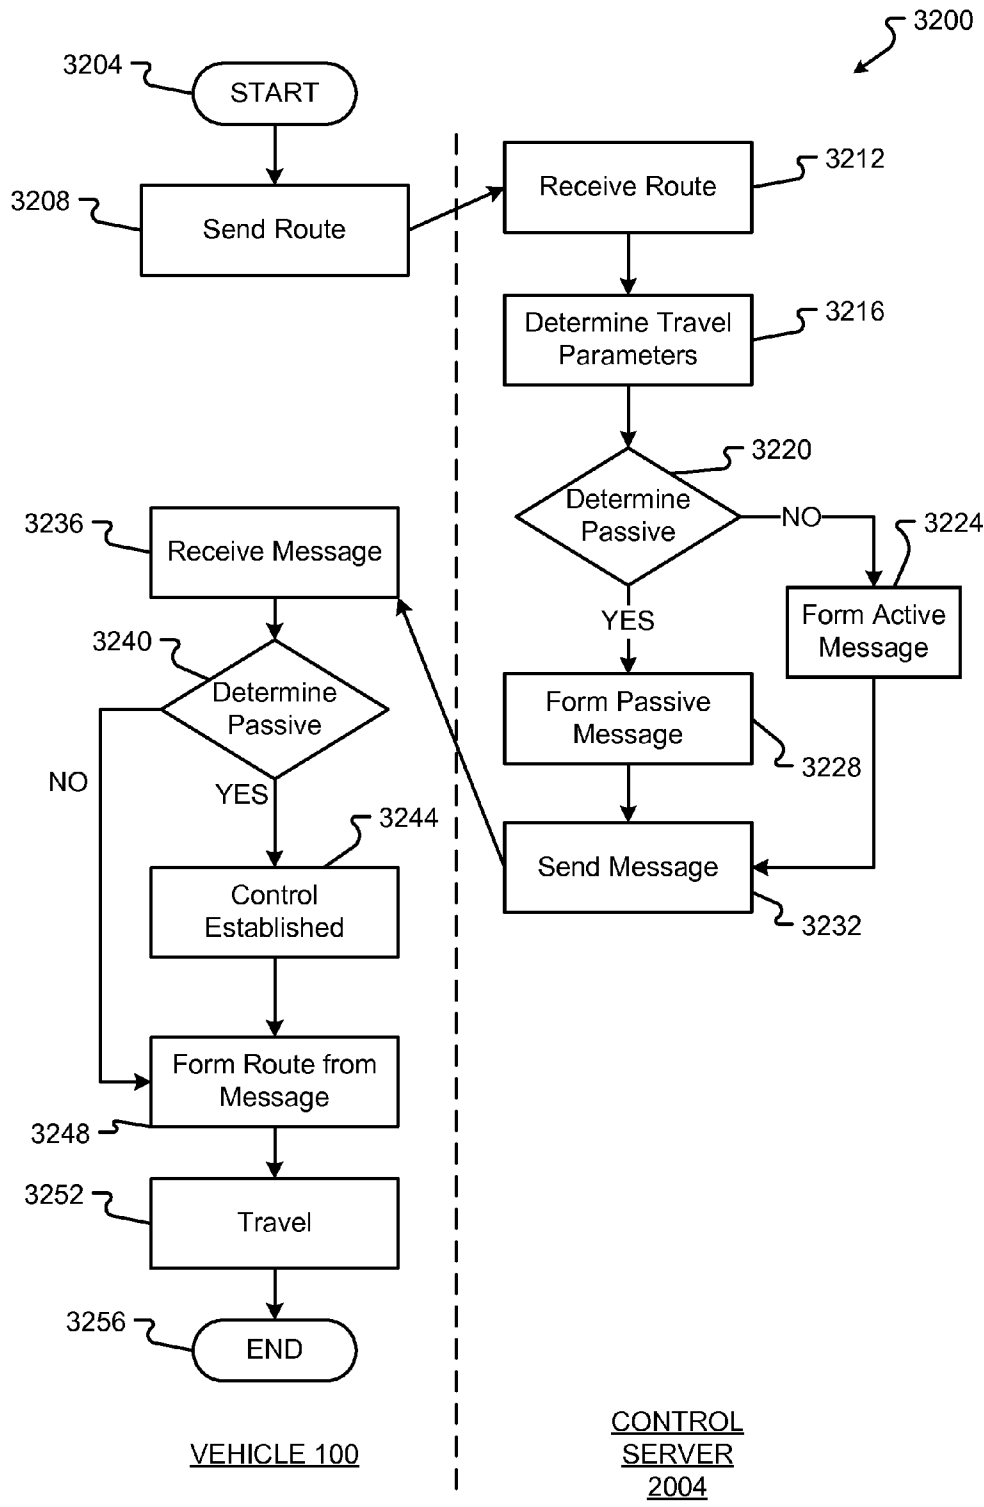 3200
3204
START
3208
Send Route
Receive Route
3212
Determine Travel
Parameters
3216
Determine
Passive
3220
NO
3224
Form Active
Message
YES
Form Passive
Message
3228
Send Message
3232
3236
Receive Message
3240
Determine
Passive
NO
YES
3244
Control
Established
Form Route from
Message
3248
3252
Travel
3256
END
VEHICLE 100
CONTROL
SERVER
2004